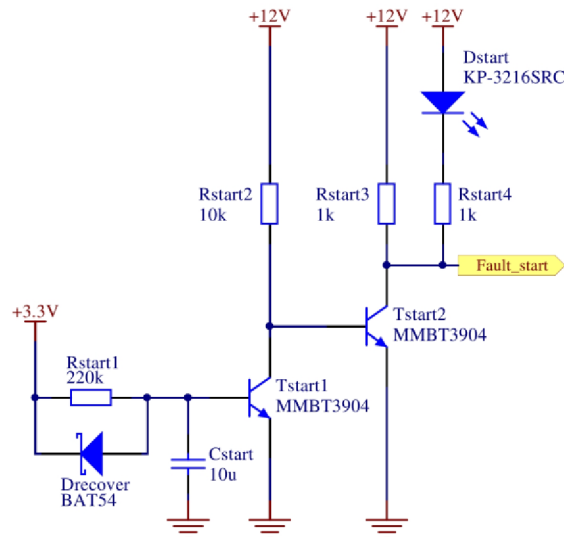 +12V
+12V
+12V
Dstart
KP-3216SRC
Rstart2
10k
Rstart3
1k
Rstart4
1k
Fault_start
+3.3V
Tstart2
MMBT3904
Rstart1
220k
Tstart1
MMBT3904
Cstart
10u
Drecover
BAT54